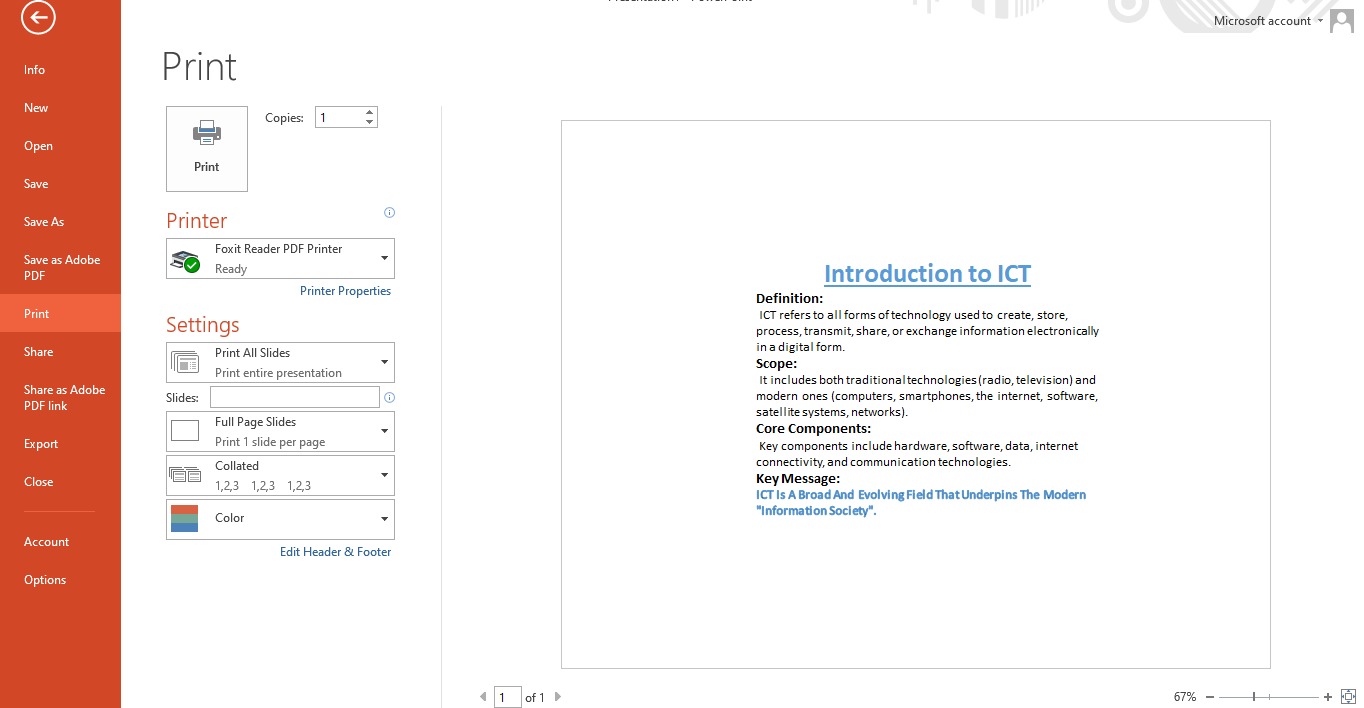 Microsoft account
Info
New
Open
Save
Save As
Save as Adobe
PDF
Print
Share
Share as Adobe
PDF link
Export
Close
Account
Options
Print
Print
Copies:
1
Printer
Foxit Reader PDF Printer
Ready
Printer Properties
Settings
Print All Slides
Print entire presentation
Slides:
Full Page Slides
Print 1 slide per page
Collated
1,2,3 1,2,3 1,2,3
Color
Edit Header & Footer
Introduction to ICT
Definition:
ICT refers to all forms of technology used to create, store,
process, transmit, share, or exchange information electronically
in a digital form.
Scope:
It includes both traditional technologies (radio, television) and
modern ones (computers, smartphones, the internet, software,
satellite systems, networks).
Core Components:
Key components include hardware, software, data, internet
connectivity, and communication technologies.
Key Message:
ICT Is A Broad And Evolving Field That Underpins The Modern
"Information Society".
1 of 1
67%